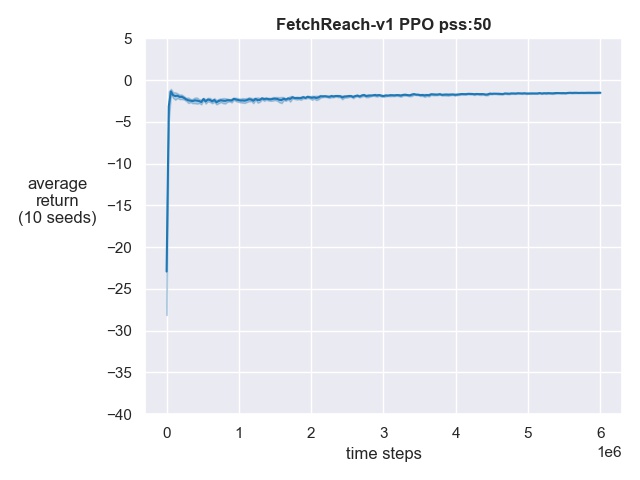 FetchReach-v1 PPO pss:50
5
0
−5
−10
−15
−20
−25
−30
−35
−40
average
return
(10 seeds)
0 1 2 3 4 5 6
1e6
time steps